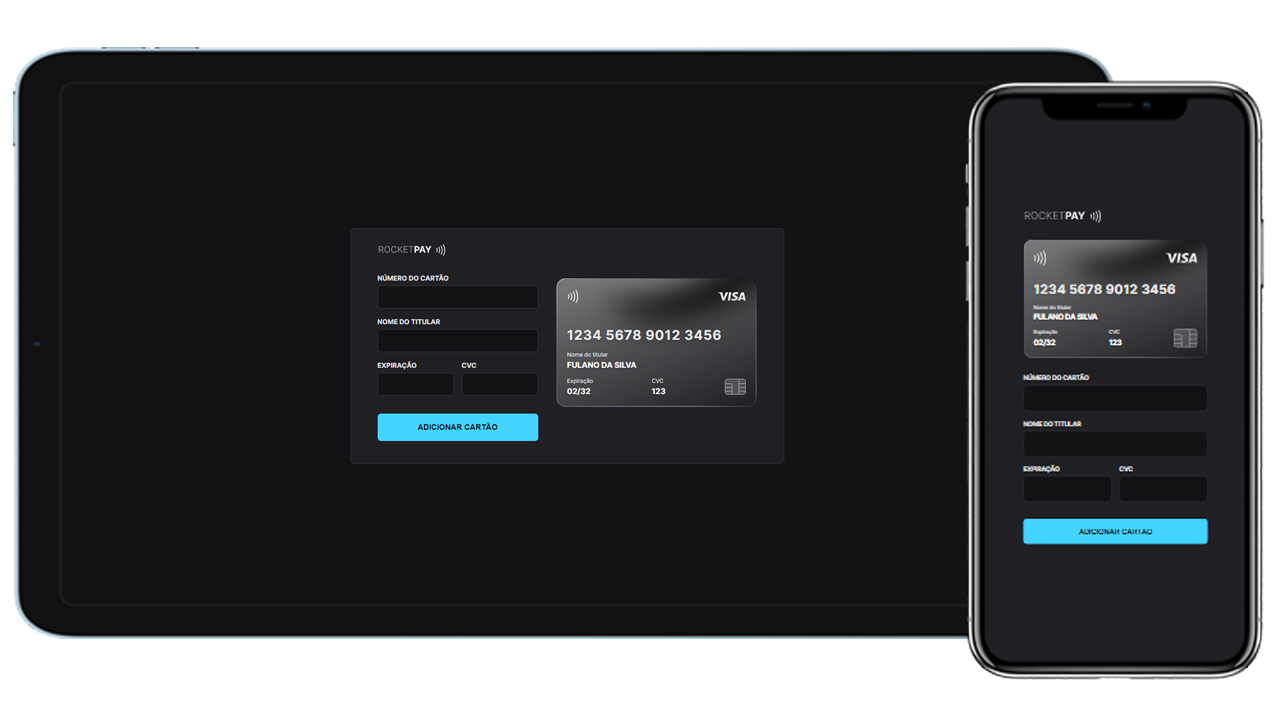 ROCKETPAY
NÚMERO DO CARTÃO
NOME DO TITULAR
EXPIRAÇÃO CVC
ADICIONAR CARTÃO
VISA
1234 5678 9012 3456
Nome do titular
FULANO DA SILVA
Expiração CVC
02/32 123
ROCKETPAY
VISA
1234 5678 9012 3456
Nome do titular
FULANO DA SILVA
Expiração CVC
02/32 123
NÚMERO DO CARTÃO
NOME DO TITULAR
EXPIRAÇÃO CVC
ADICIONAR CARTÃO